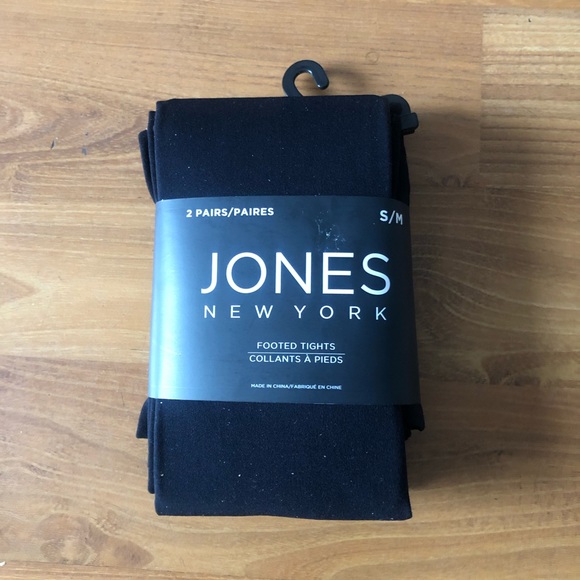 2 PAIRS/PAIRES S/M
JONES
NEW YORK
FOOTED TIGHTS
COLLANTS À PIEDS
MADE IN CHINA/FABRIQUÉ EN CHINE